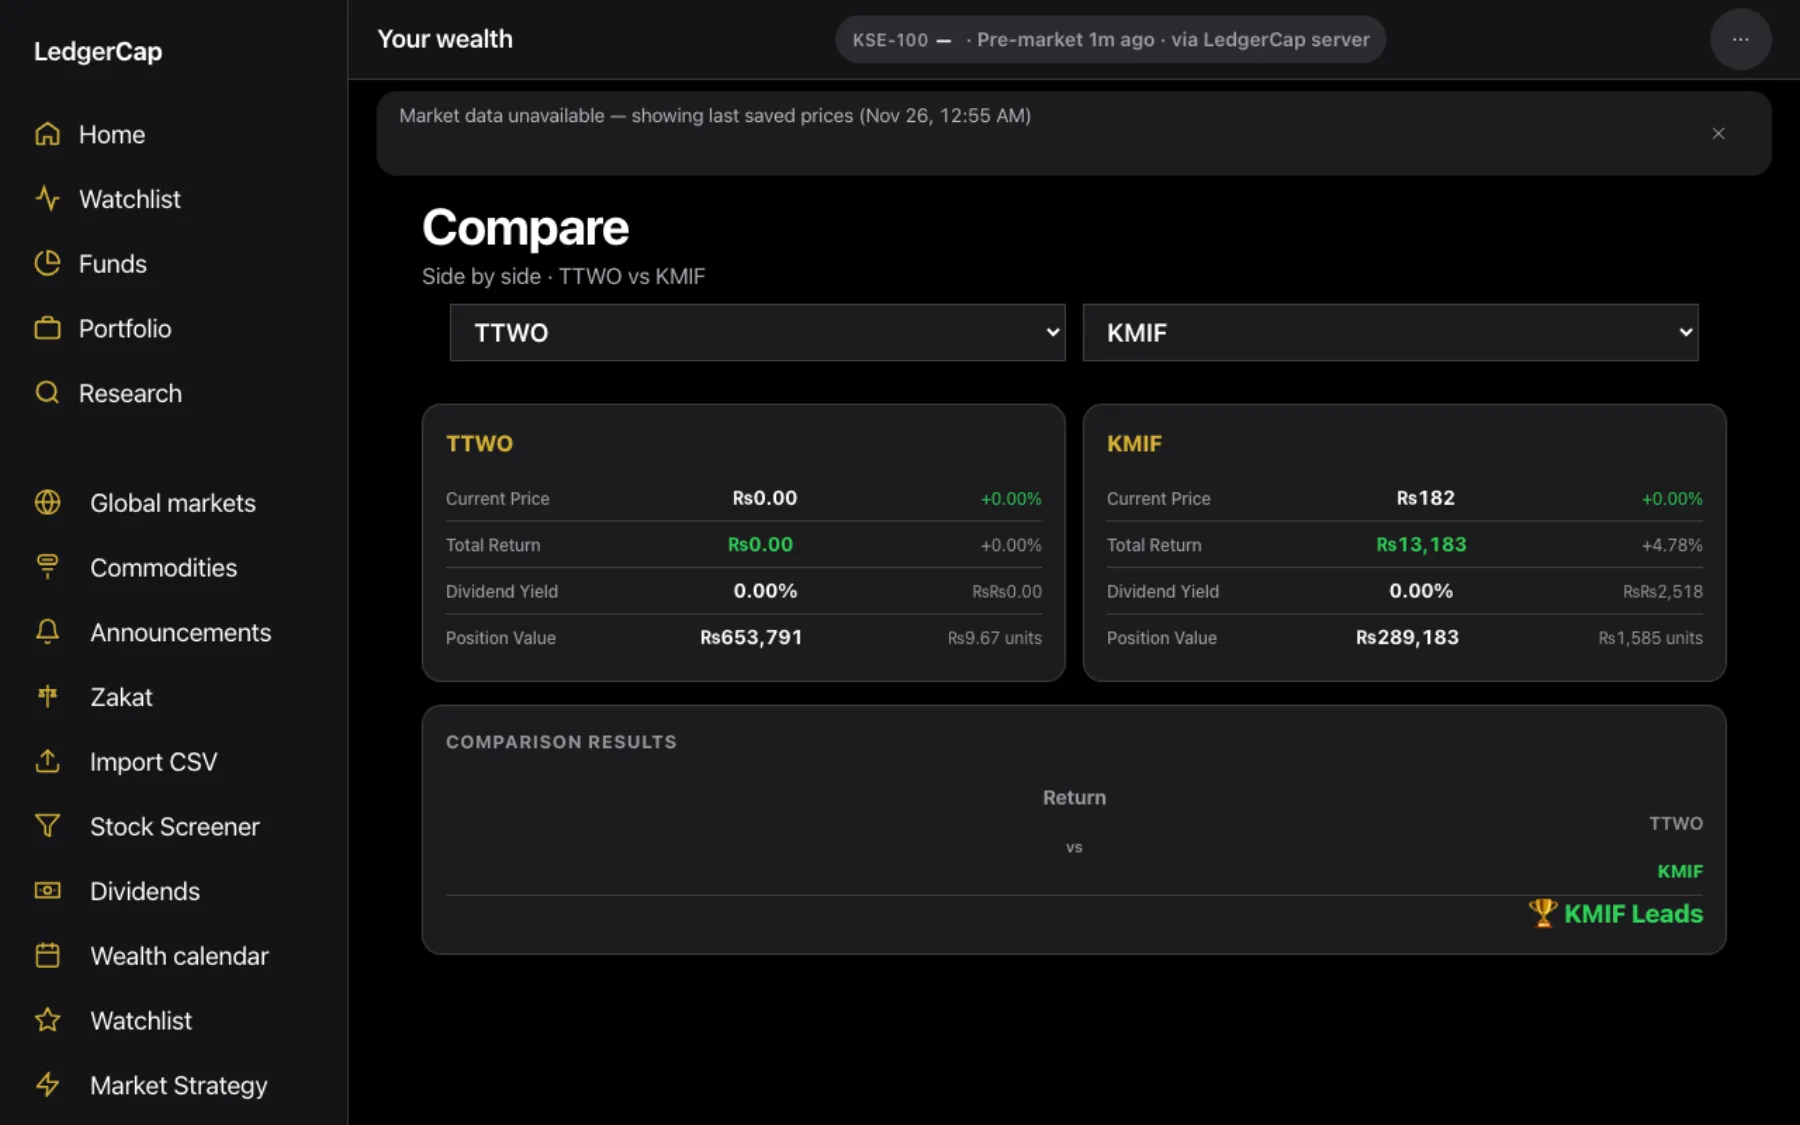 LedgerCap
Home
Watchlist
Funds
Portfolio
Research
Global markets
Commodities
Announcements
Zakat
Import CSV
Stock Screener
Dividends
Wealth calendar
Watchlist
Market Strategy
Your wealth
KSE-100 — · Pre-market 1m ago · via LedgerCap server
...
Market data unavailable — showing last saved prices (Nov 26, 12:55 AM)
×
Compare
Side by side · TTWO vs KMIF
TTWO
KMIF
TTWO
Current Price Rs0.00 +0.00%
Total Return Rs0.00 +0.00%
Dividend Yield 0.00% RsRs0.00
Position Value Rs653,791 Rs9.67 units
KMIF
Current Price Rs182 +0.00%
Total Return Rs13,183 +4.78%
Dividend Yield 0.00% RsRs2,518
Position Value Rs289,183 Rs1,585 units
COMPARISON RESULTS
Return
TTWO
vs
KMIF
🏆 KMIF Leads